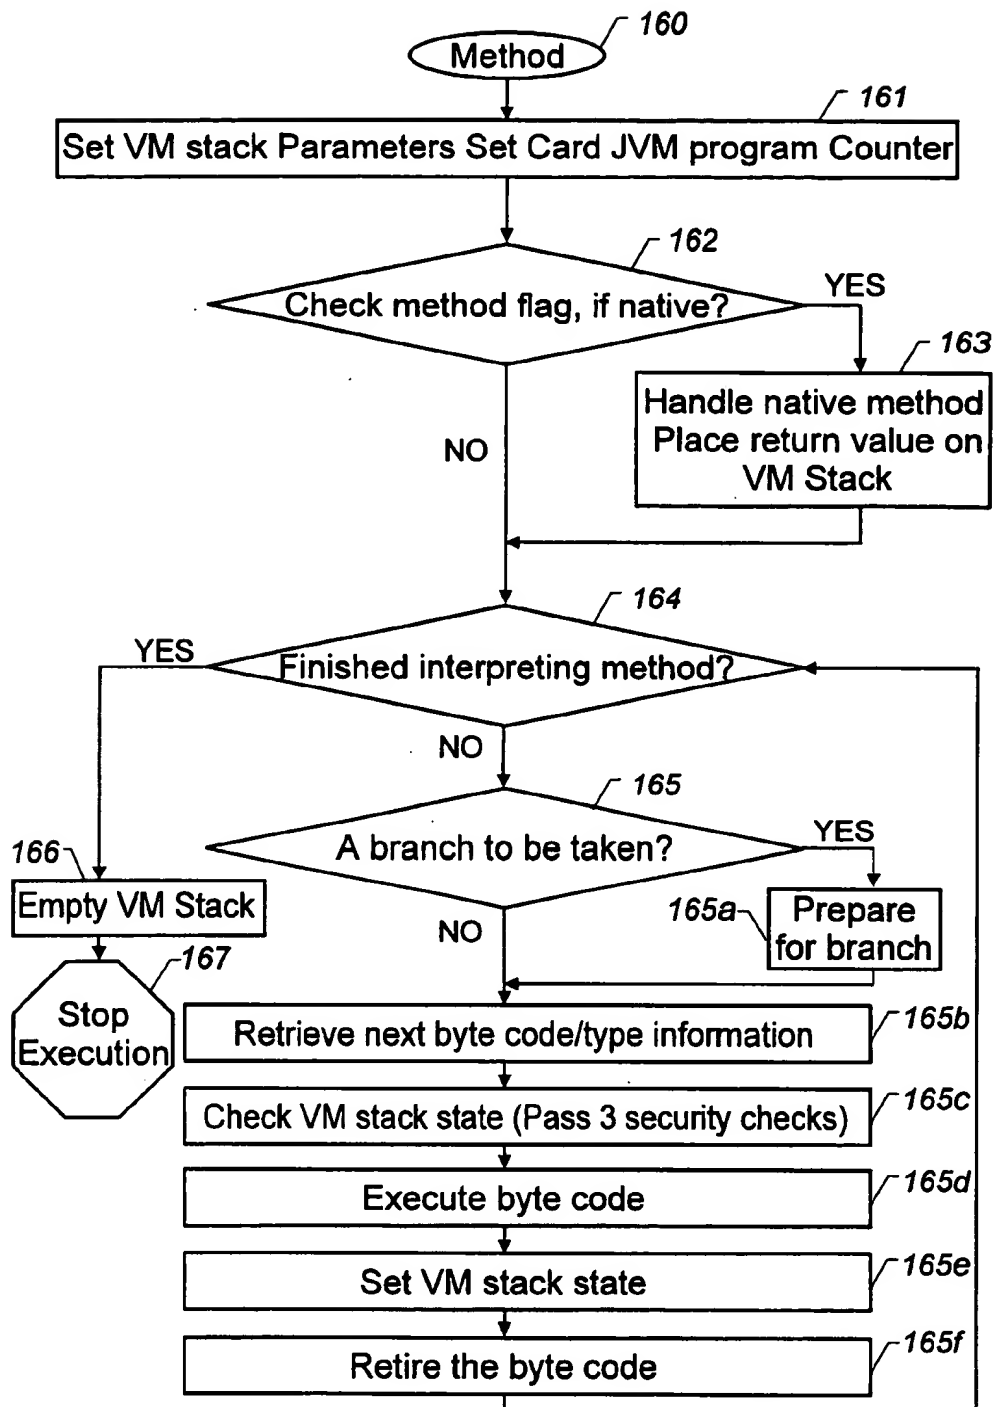 160
Method
161
Set VM stack Parameters Set Card JVM program Counter
162
Check method flag, if native?
YES
163
Handle native method
Place return value on
VM Stack
NO
164
YES
Finished interpreting method?
NO
165
A branch to be taken?
YES
166
Empty VM Stack
165a
Prepare
for branch
NO
167
Stop
Execution
Retrieve next byte code/type information
165b
Check VM stack state (Pass 3 security checks)
165c
Execute byte code
165d
Set VM stack state
165e
Retire the byte code
165f